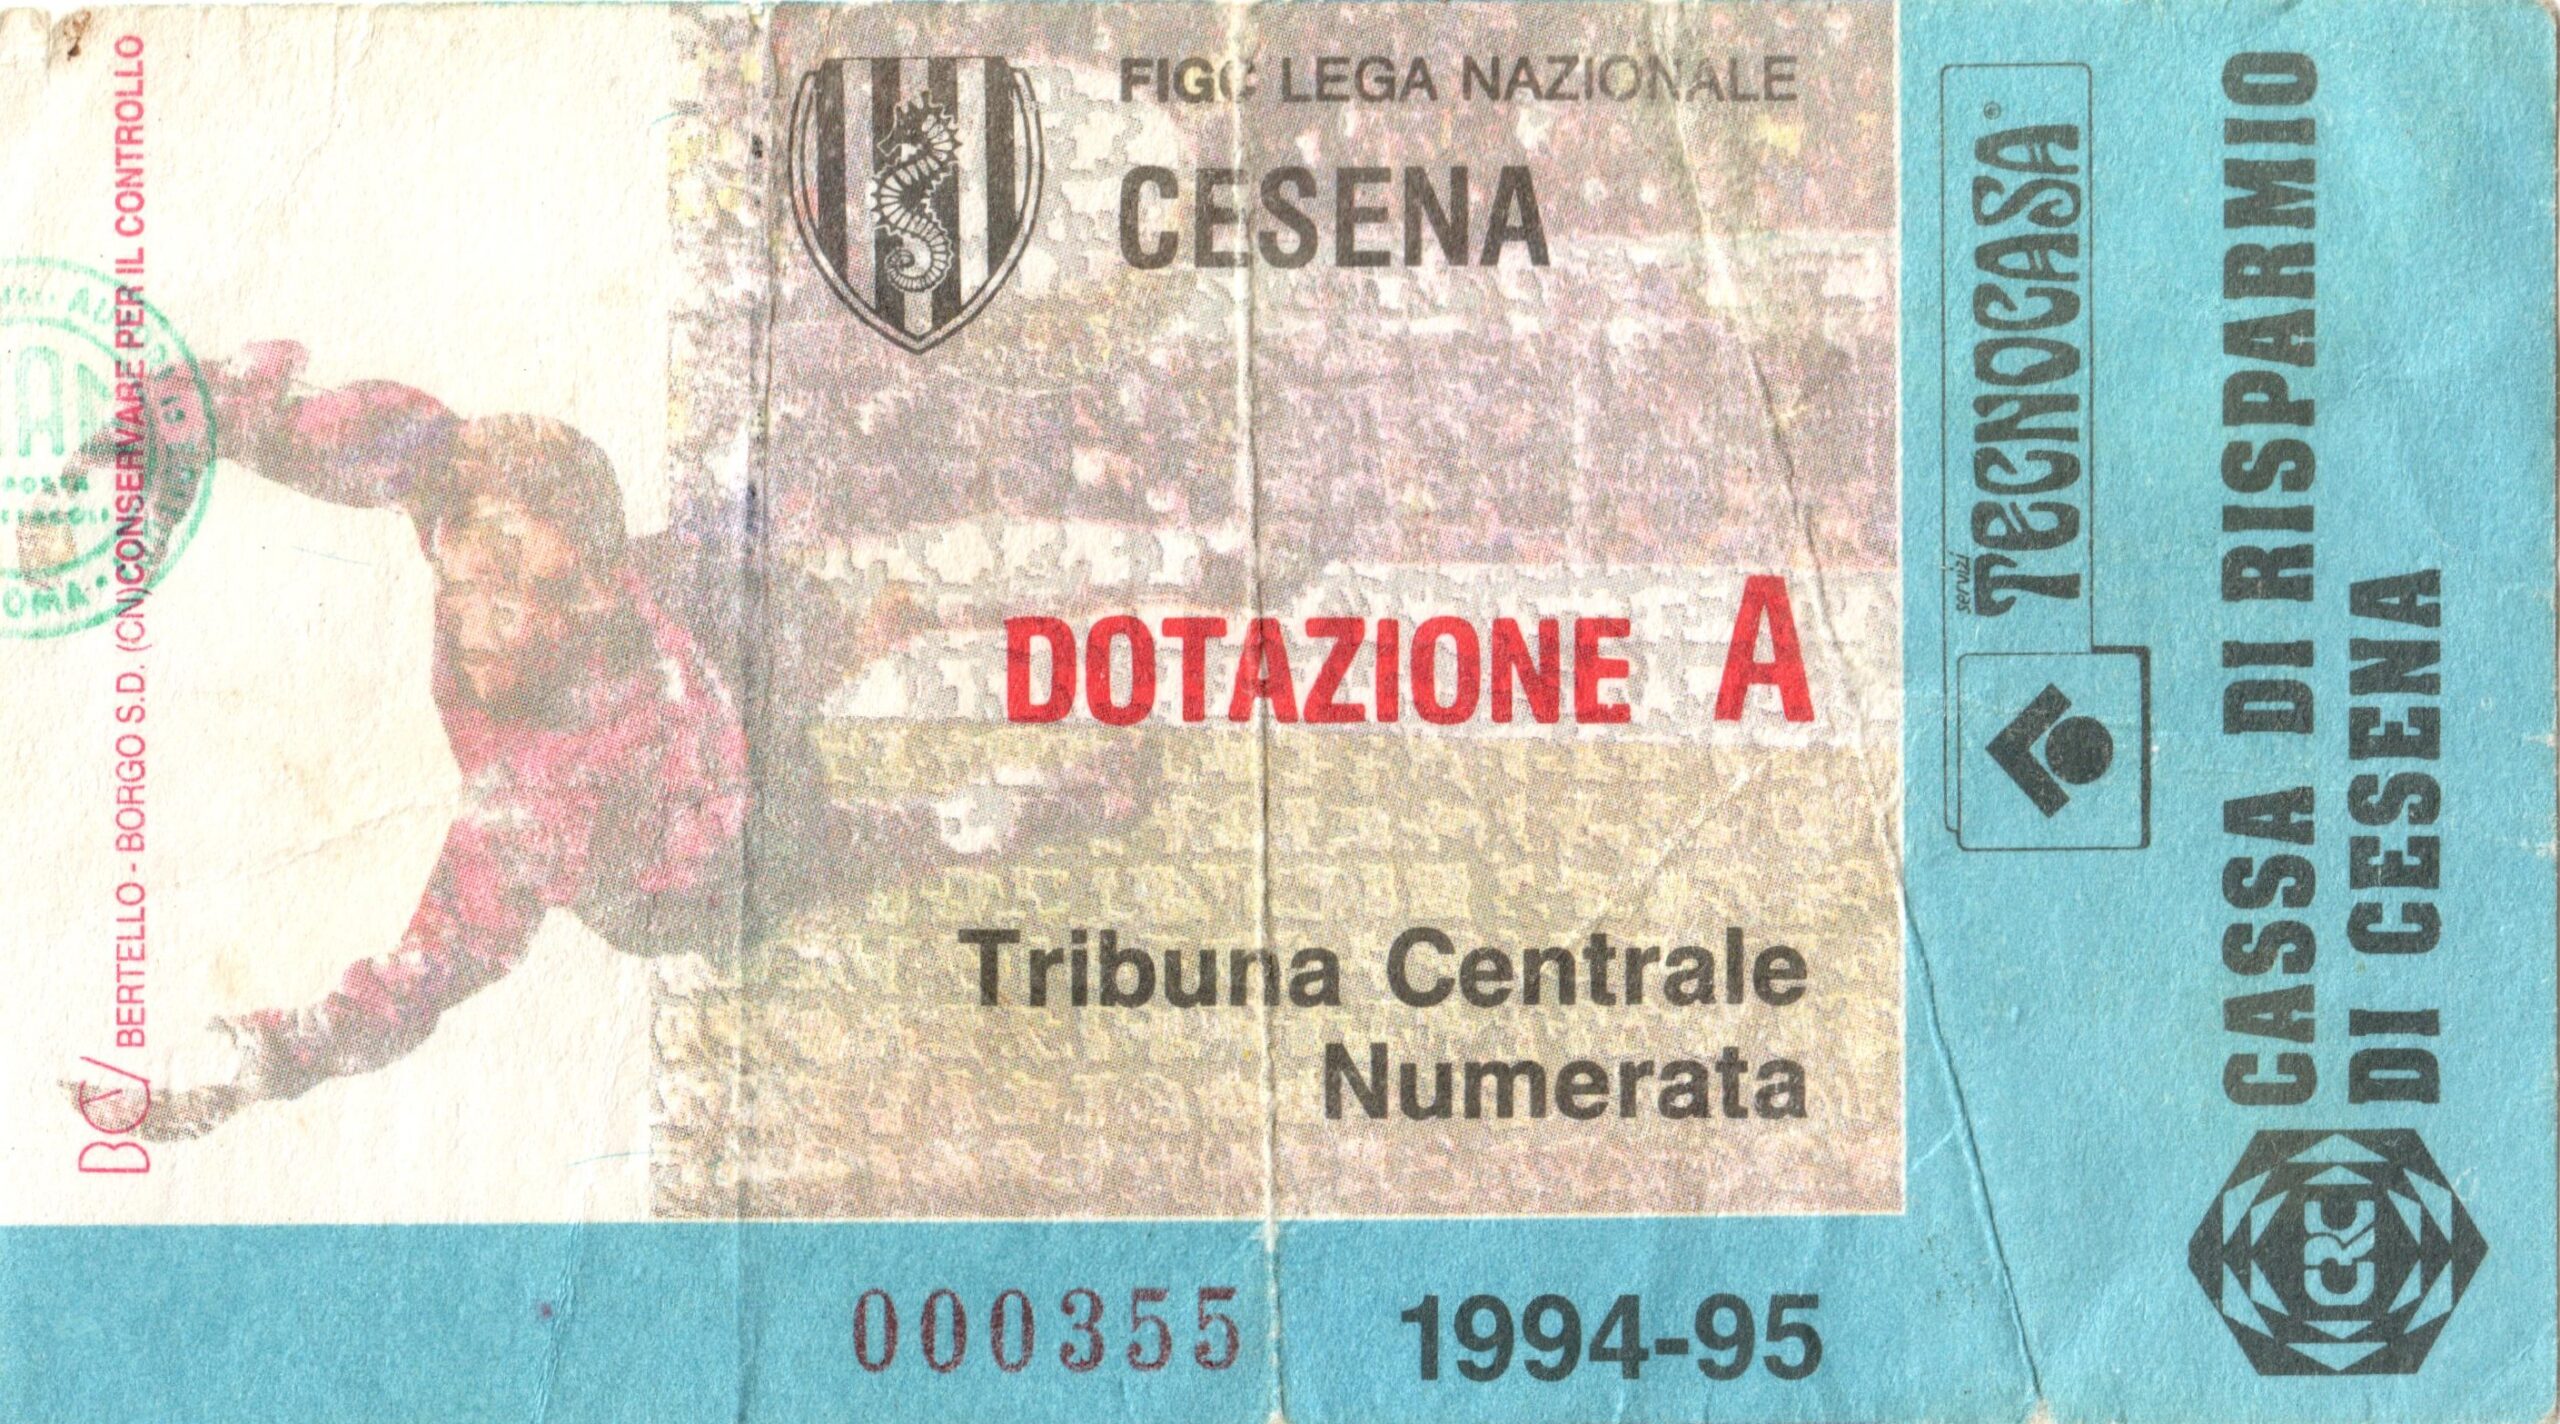 FIGC LEGA NAZIONALE
CESENA
DOTAZIONE A
Tribuna Centrale
Numerata
000355
1994-95
BERTELLO - BORGO S.D. (CN) CONSERVARE PER IL CONTROLLO
servizi
TECNOCASA®
CASSA DI RISPARMIO
DI CESENA
CRC